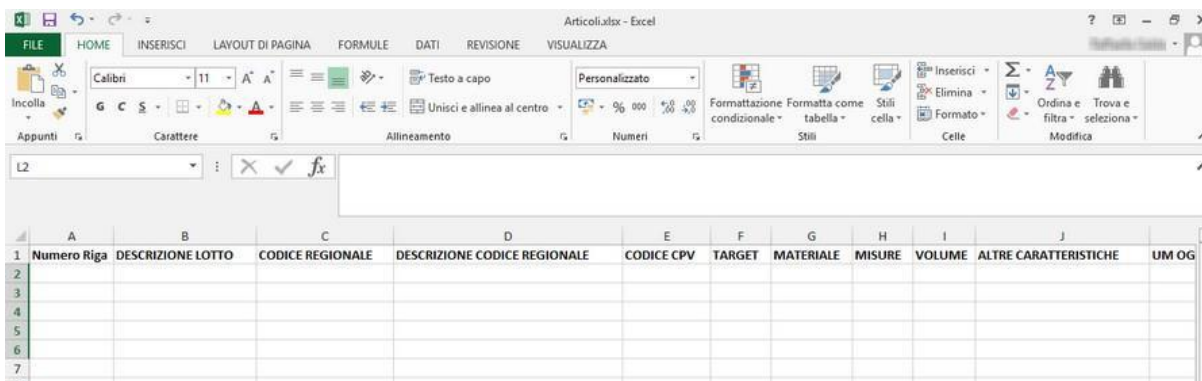 Articoli.xlsx - Excel
FILE HOME INSERISCI LAYOUT DI PAGINA FORMULE DATI REVISIONE VISUALIZZA
Incolla
Calibri 11 A A
G C S A
Testo a capo
Unisci e allinea al centro
Personalizzato
% 000 ,00 ,0
Formattazione condizionale
Formatta come tabella
Stili cella
Inserisci
Elimina
Formato
Ordina e filtra
Trova e seleziona
Appunti Carattere Allineamento Numeri Stili Celle Modifica
L2 fx
A B C D E F G H I J
1 Numero Riga DESCRIZIONE LOTTO CODICE REGIONALE DESCRIZIONE CODICE REGIONALE CODICE CPV TARGET MATERIALE MISURE VOLUME ALTRE CARATTERISTICHE UM OG
2
3
4
5
6
7